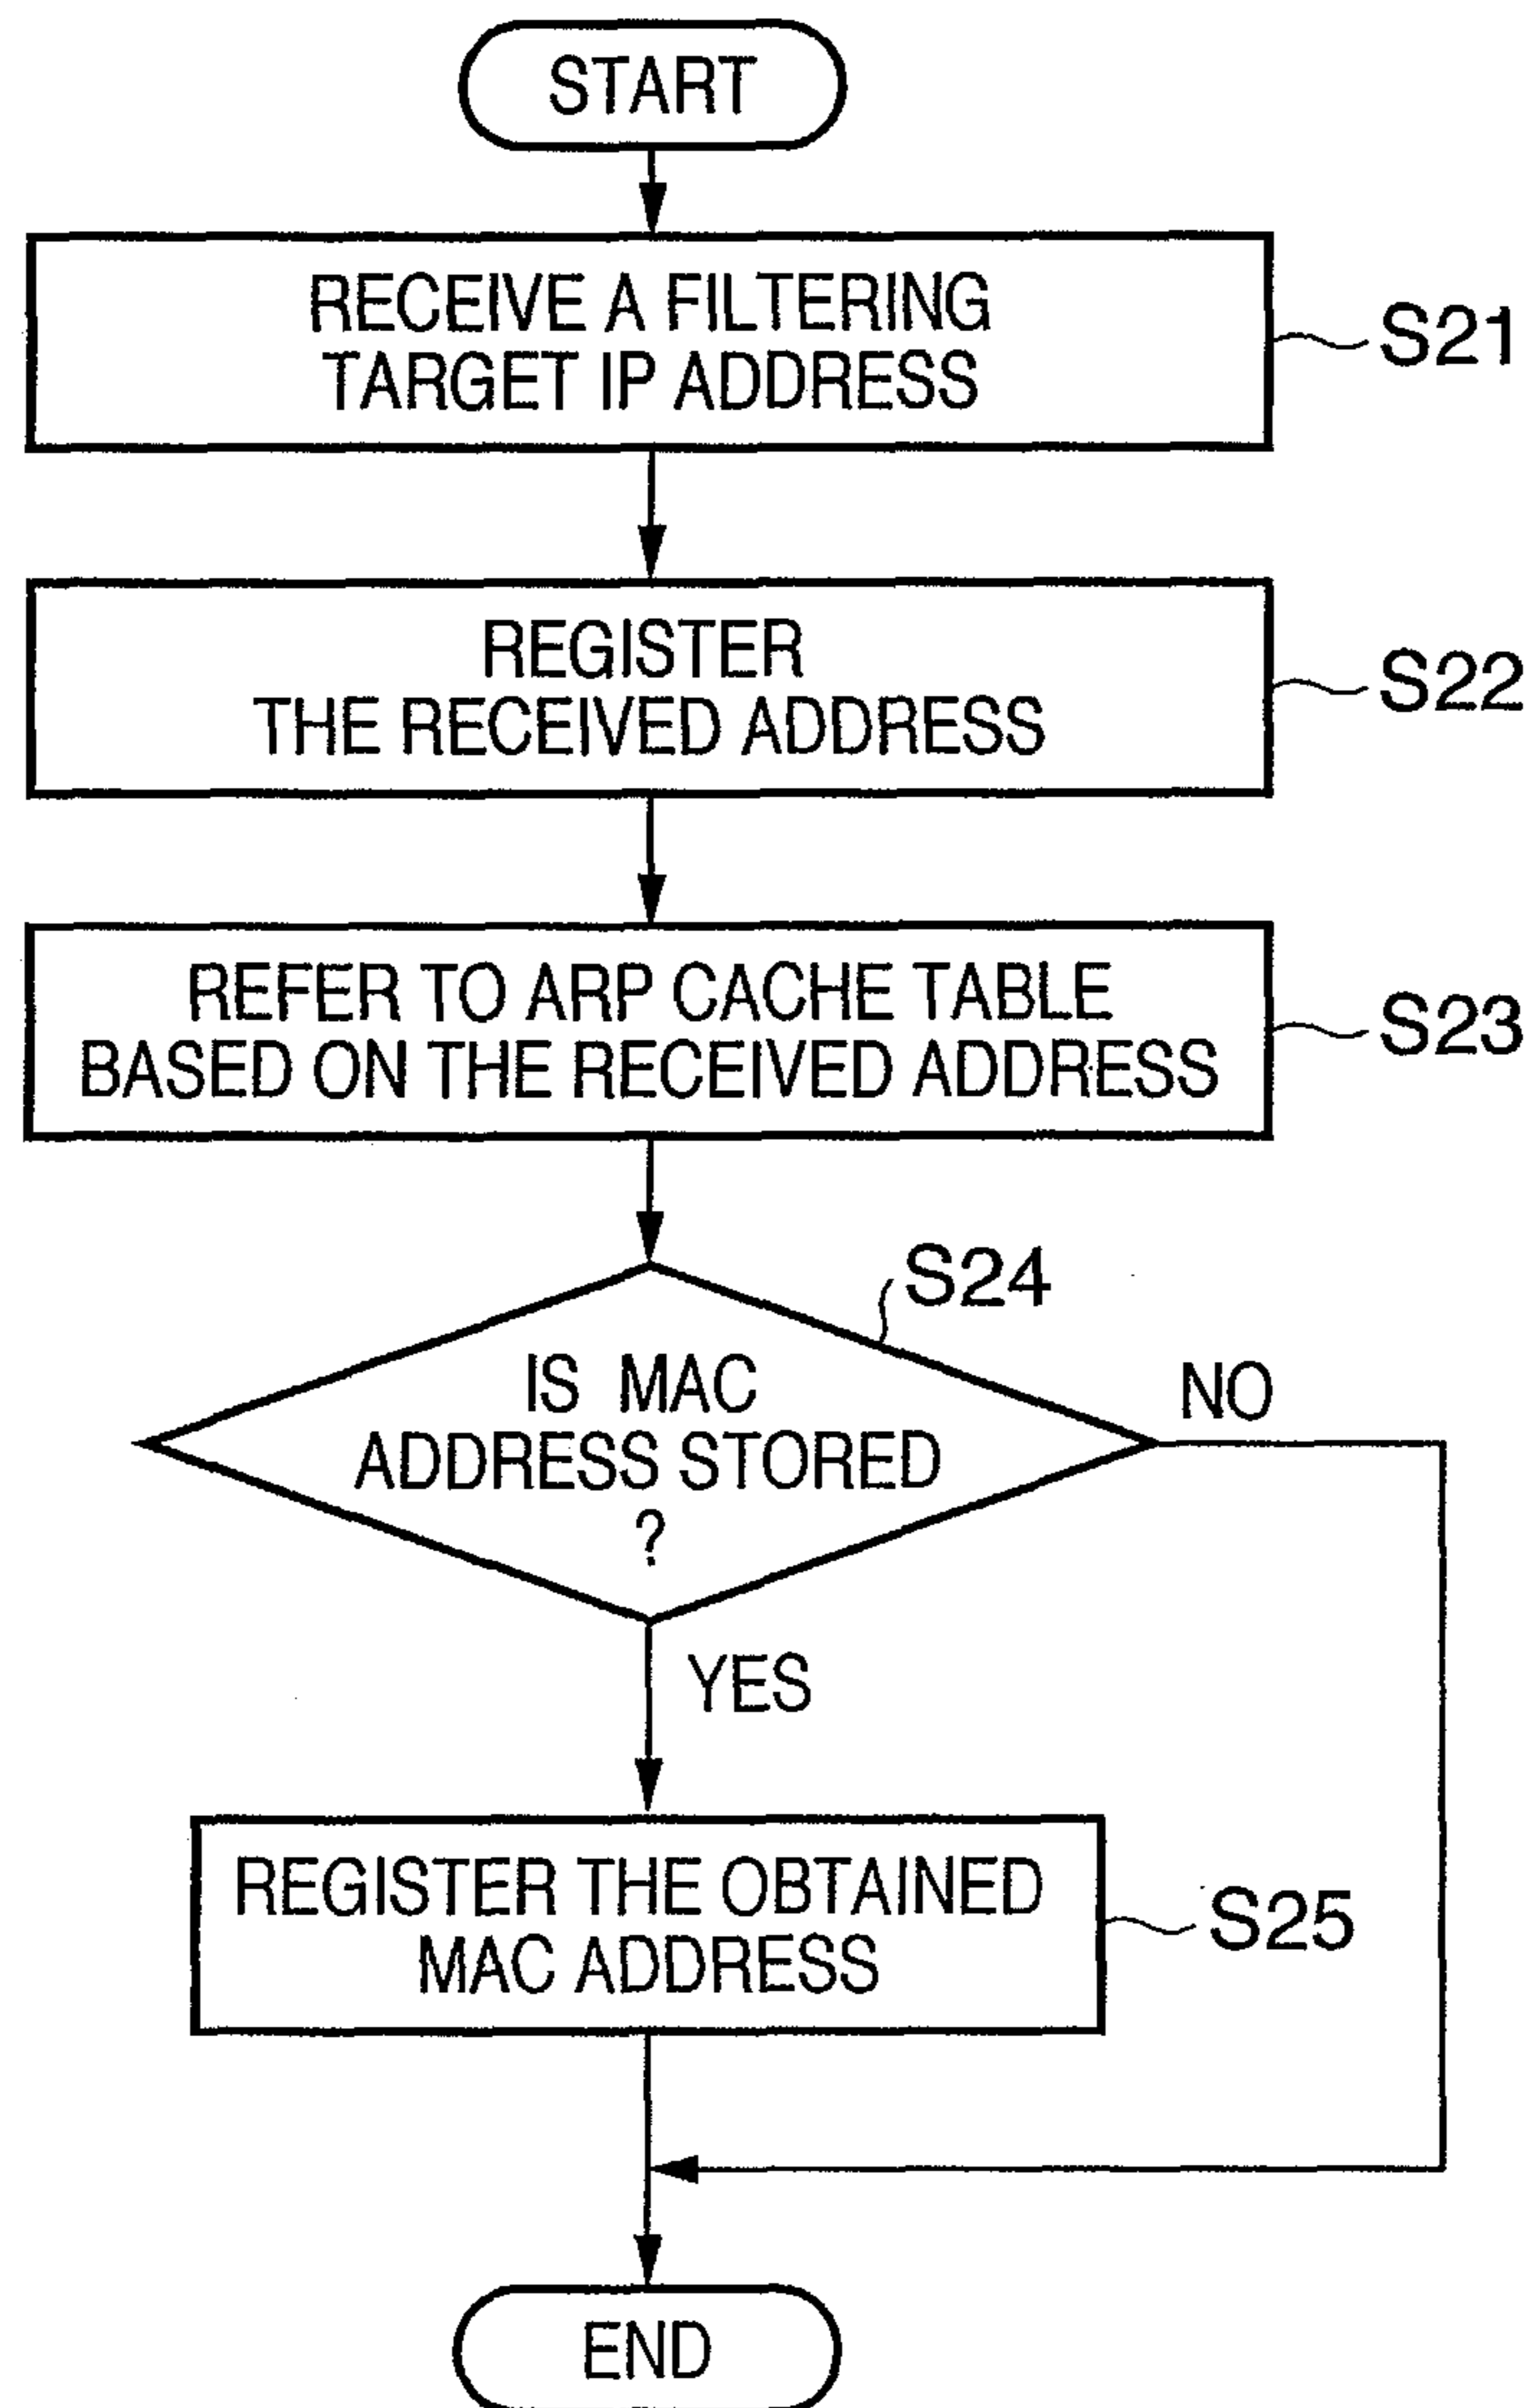 START
RECEIVE A FILTERING
TARGET IP ADDRESS
S21
REGISTER
THE RECEIVED ADDRESS
S22
REFER TO ARP CACHE TABLE
BASED ON THE RECEIVED ADDRESS
S23
S24
IS MAC
ADDRESS STORED
?
NO
YES
REGISTER THE OBTAINED
MAC ADDRESS
S25
END